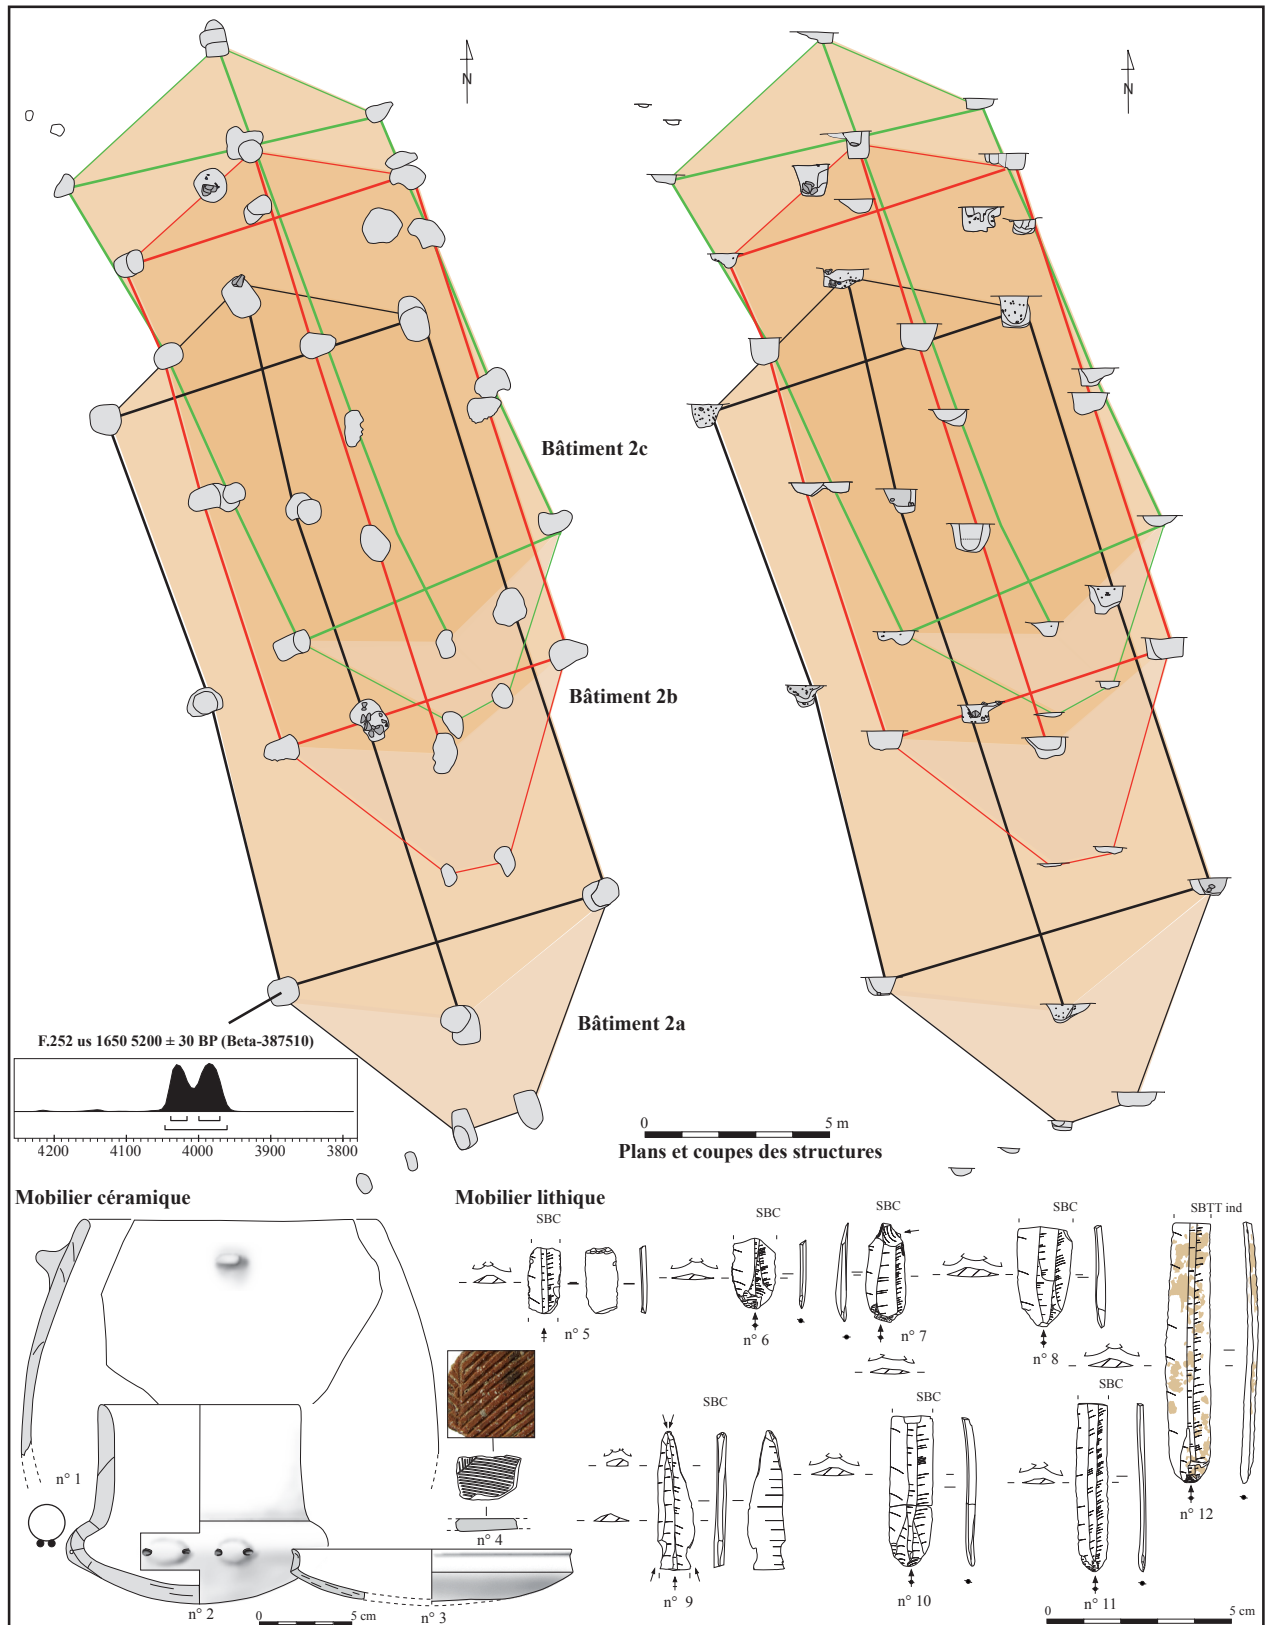 N
N
Bâtiment 2c
Bâtiment 2b
Bâtiment 2a
F.252 us 1650 5200 ± 30 BP (Beta-387510)
4200 4100 4000 3900 3800
0 5 m
Plans et coupes des structures
Mobilier céramique
Mobilier lithique
SBC
SBC
SBC
SBC
SBTT ind
n° 5
n° 6
n° 7
n° 8
n° 1
SBC
SBC
SBC
n° 12
n° 4
n° 2
n° 3
n° 9
n° 10
n° 11
0 5 cm
0 5 cm